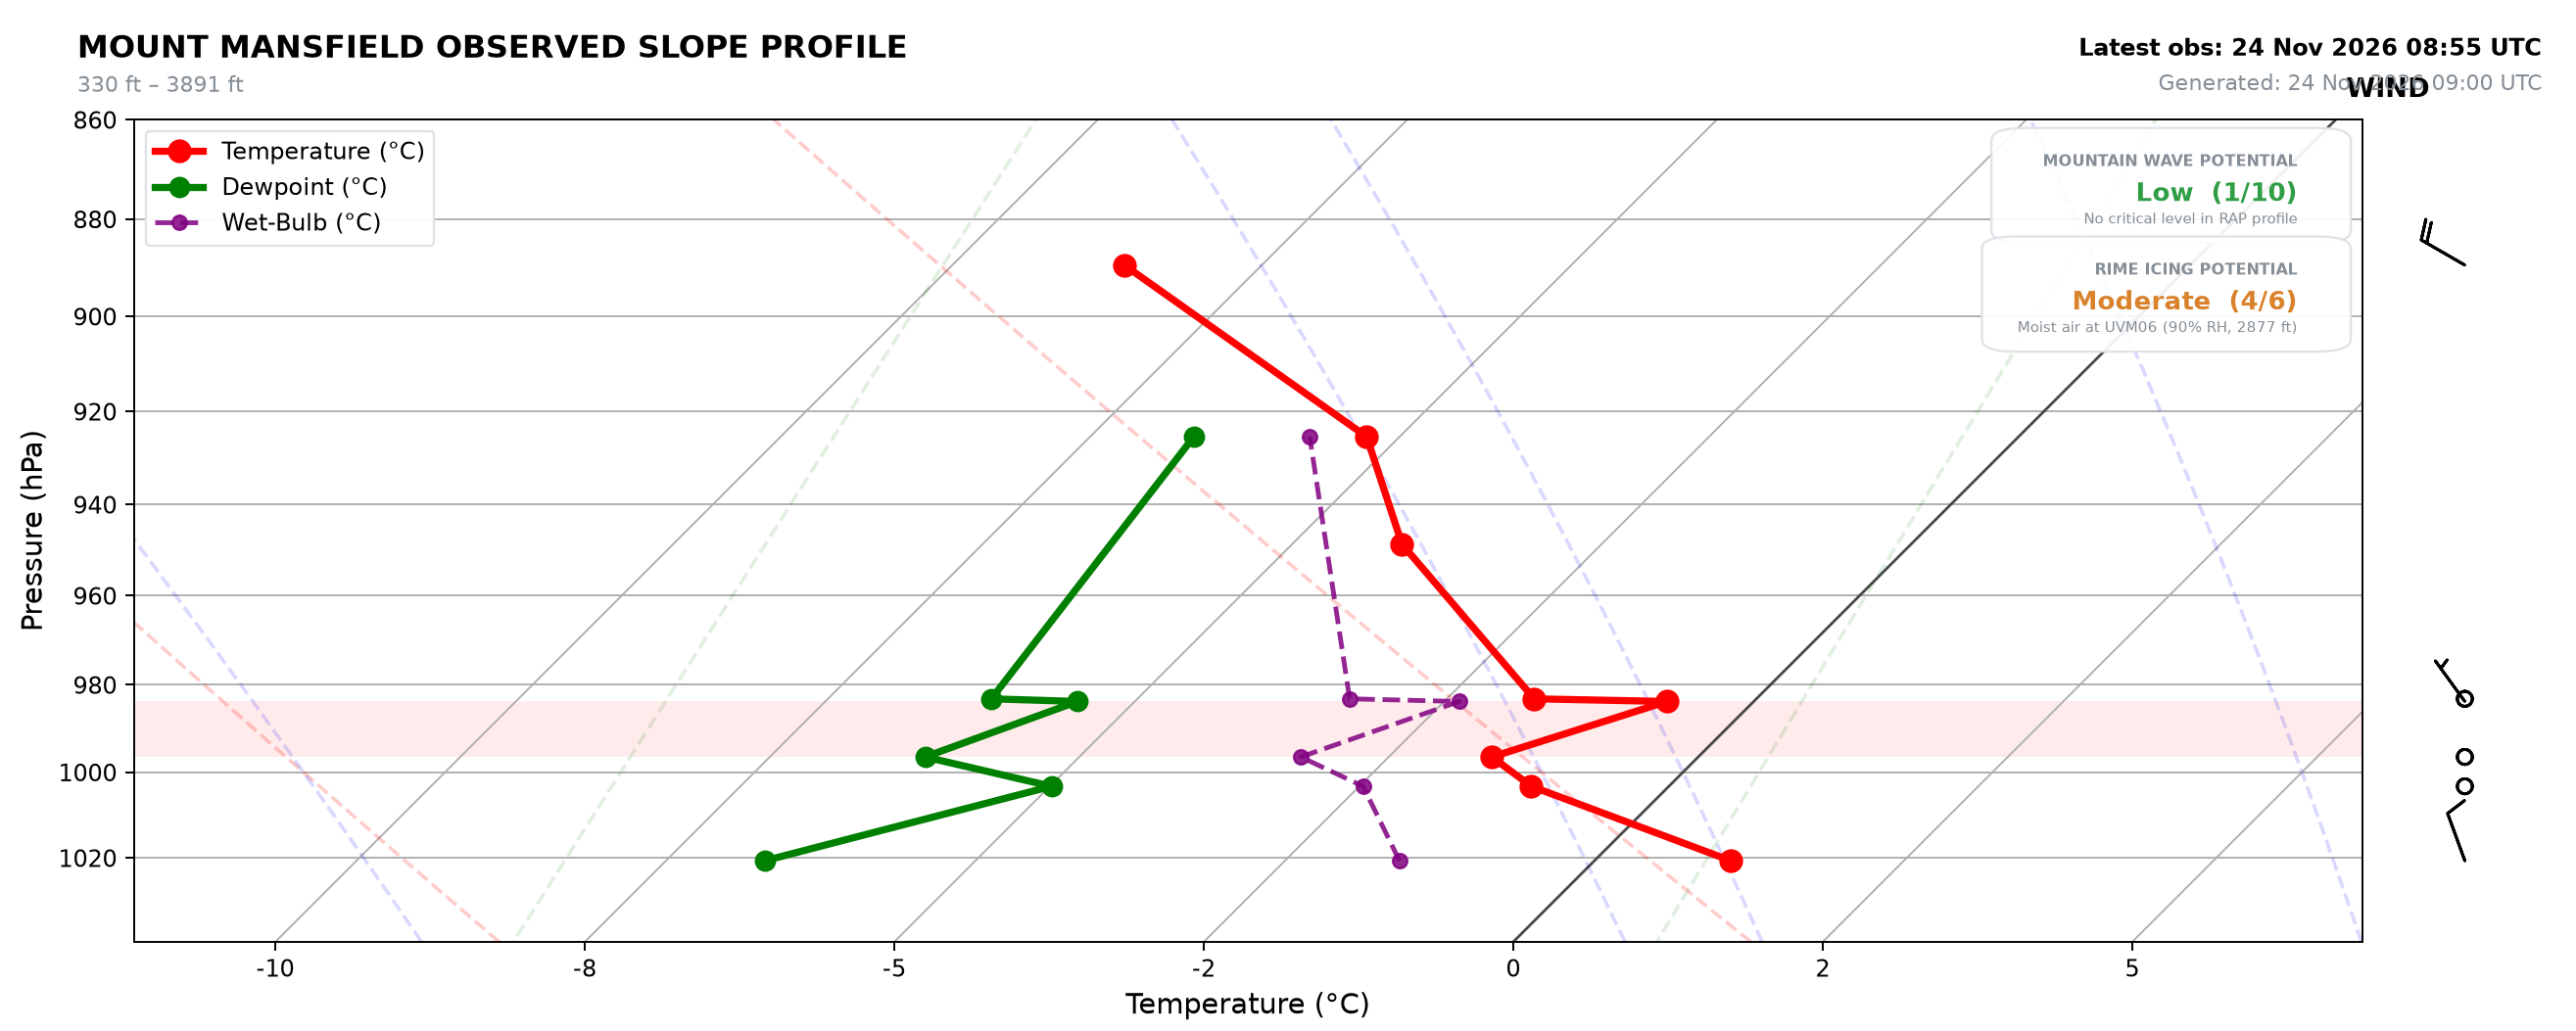 MOUNT MANSFIELD OBSERVED SLOPE PROFILE
330 ft – 3891 ft
Latest obs: 24 Nov 2026 08:55 UTC
Generated: 24 Nov 2026 09:00 UTC
WIND
Temperature (°C)
Dewpoint (°C)
Wet-Bulb (°C)
MOUNTAIN WAVE POTENTIAL
Low (1/10)
No critical level in RAP profile
RIME ICING POTENTIAL
Moderate (4/6)
Moist air at UVM06 (90% RH, 2877 ft)
Pressure (hPa)
860
880
900
920
940
960
980
1000
1020
-10 -8 -5 -2 0 2 5
Temperature (°C)